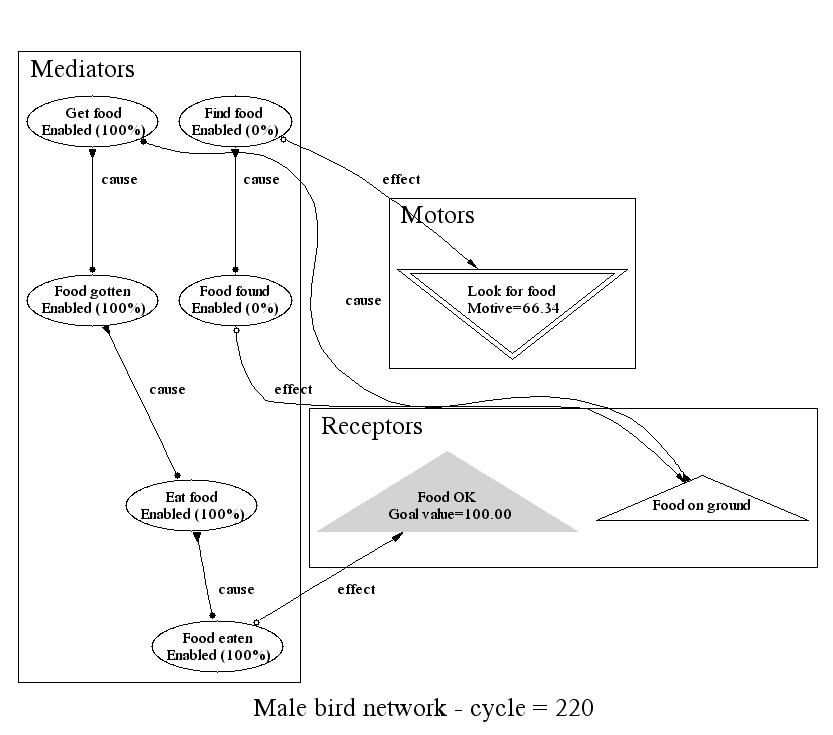 Mediators
Get food
Enabled (100%)
Find food
Enabled (0%)
cause
cause
effect
Motors
Look for food
Motive=66.34
Food gotten
Enabled (100%)
Food found
Enabled (0%)
cause
cause
effect
Receptors
Food OK
Goal value=100.00
Food on ground
Eat food
Enabled (100%)
cause
effect
Food eaten
Enabled (100%)
Male bird network - cycle = 220